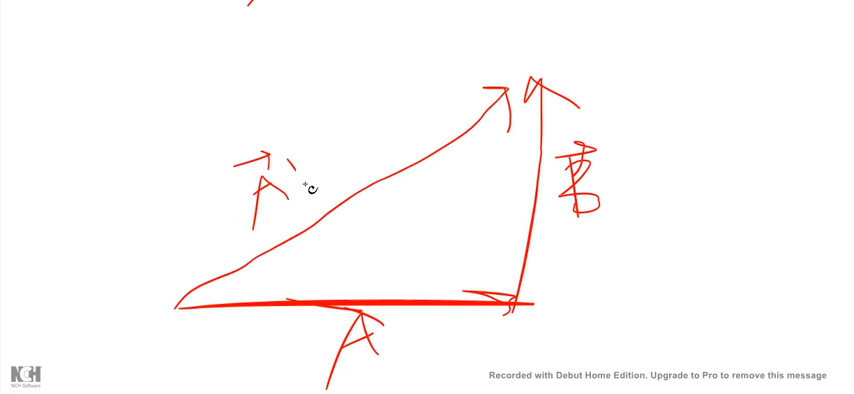 A
B
A
NCH
NCH Software
Recorded with Debut Home Edition. Upgrade to Pro to remove this message